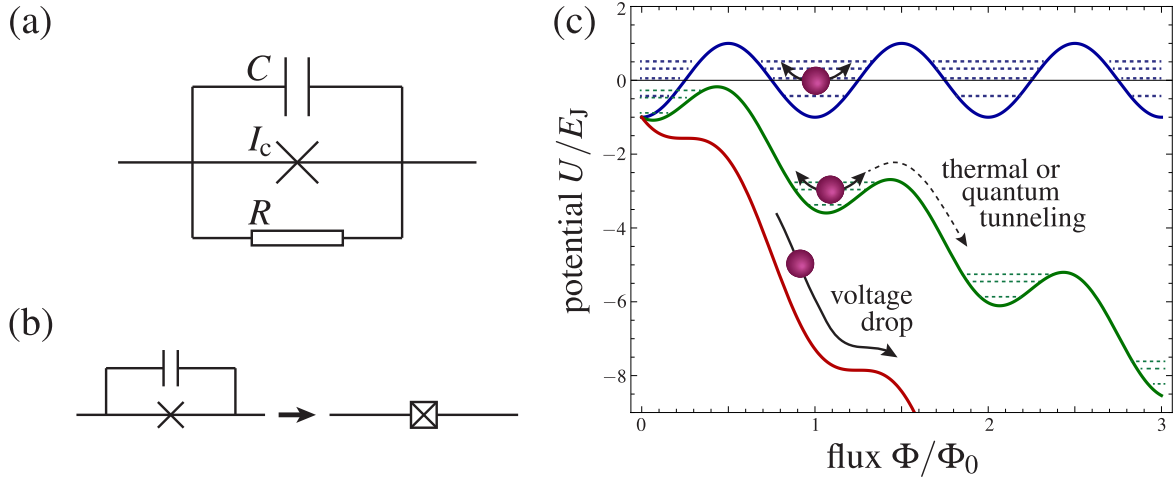 (a)
C
I_c
R
(b)
(c)
potential U/E_J
2
0
−2
−4
−6
−8
thermal or
quantum
tunneling
voltage
drop
0
1
2
3
flux Φ/Φ_0